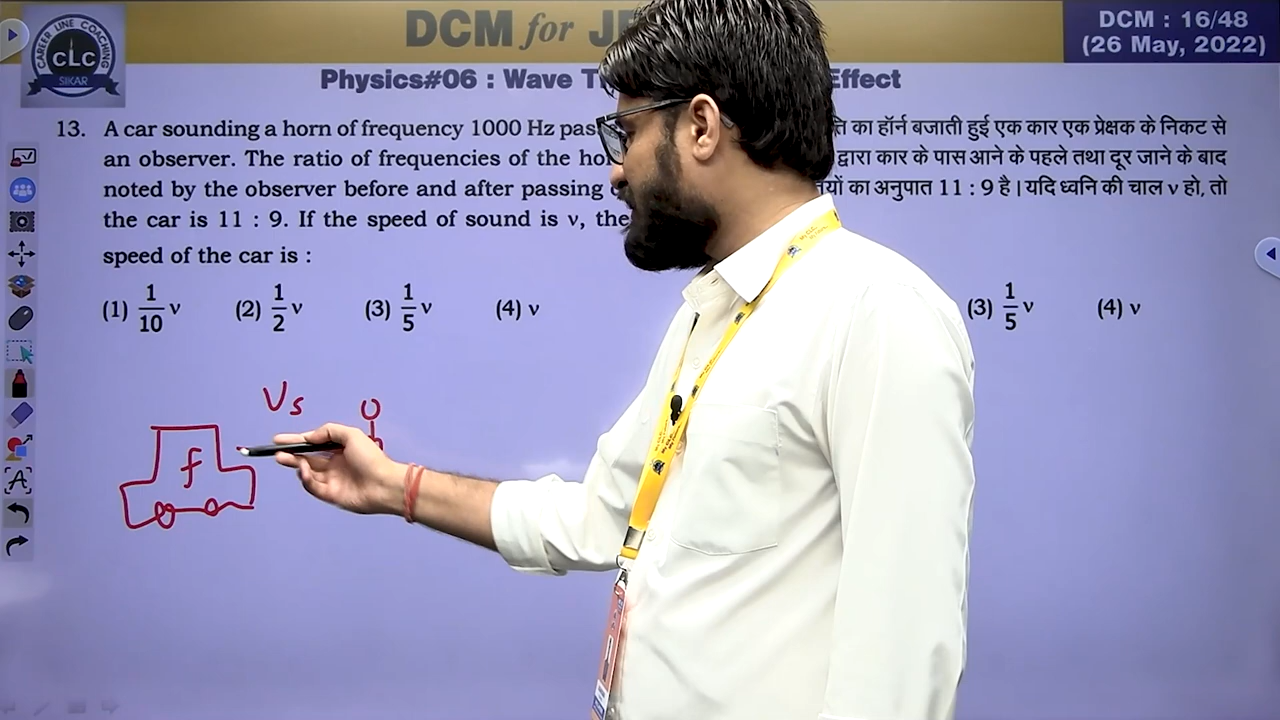 DCM for JE
DCM : 16/48
(26 May, 2022)
CAREER LINE COACHING
CLC
SIKAR
Physics#06 : Wave Effect
13. A car sounding a horn of frequency 1000 Hz
an observer. The ratio of frequencies of the
noted by the observer before and after passing
the car is 11 : 9. If the speed of sound is ν,
speed of the car is :
(1) 1/10 ν (2) 1/2 ν (3) 1/5 ν (4) ν
का हॉर्न बजाती हुई एक कार एक प्रेक्षक के निकट से
द्वारा कार के पास आने के पहले तथा दूर जाने के बाद
का अनुपात 11 : 9 है। यदि ध्वनि की चाल ν हो, तो
(3) 1/5 ν (4) ν
Vs
f